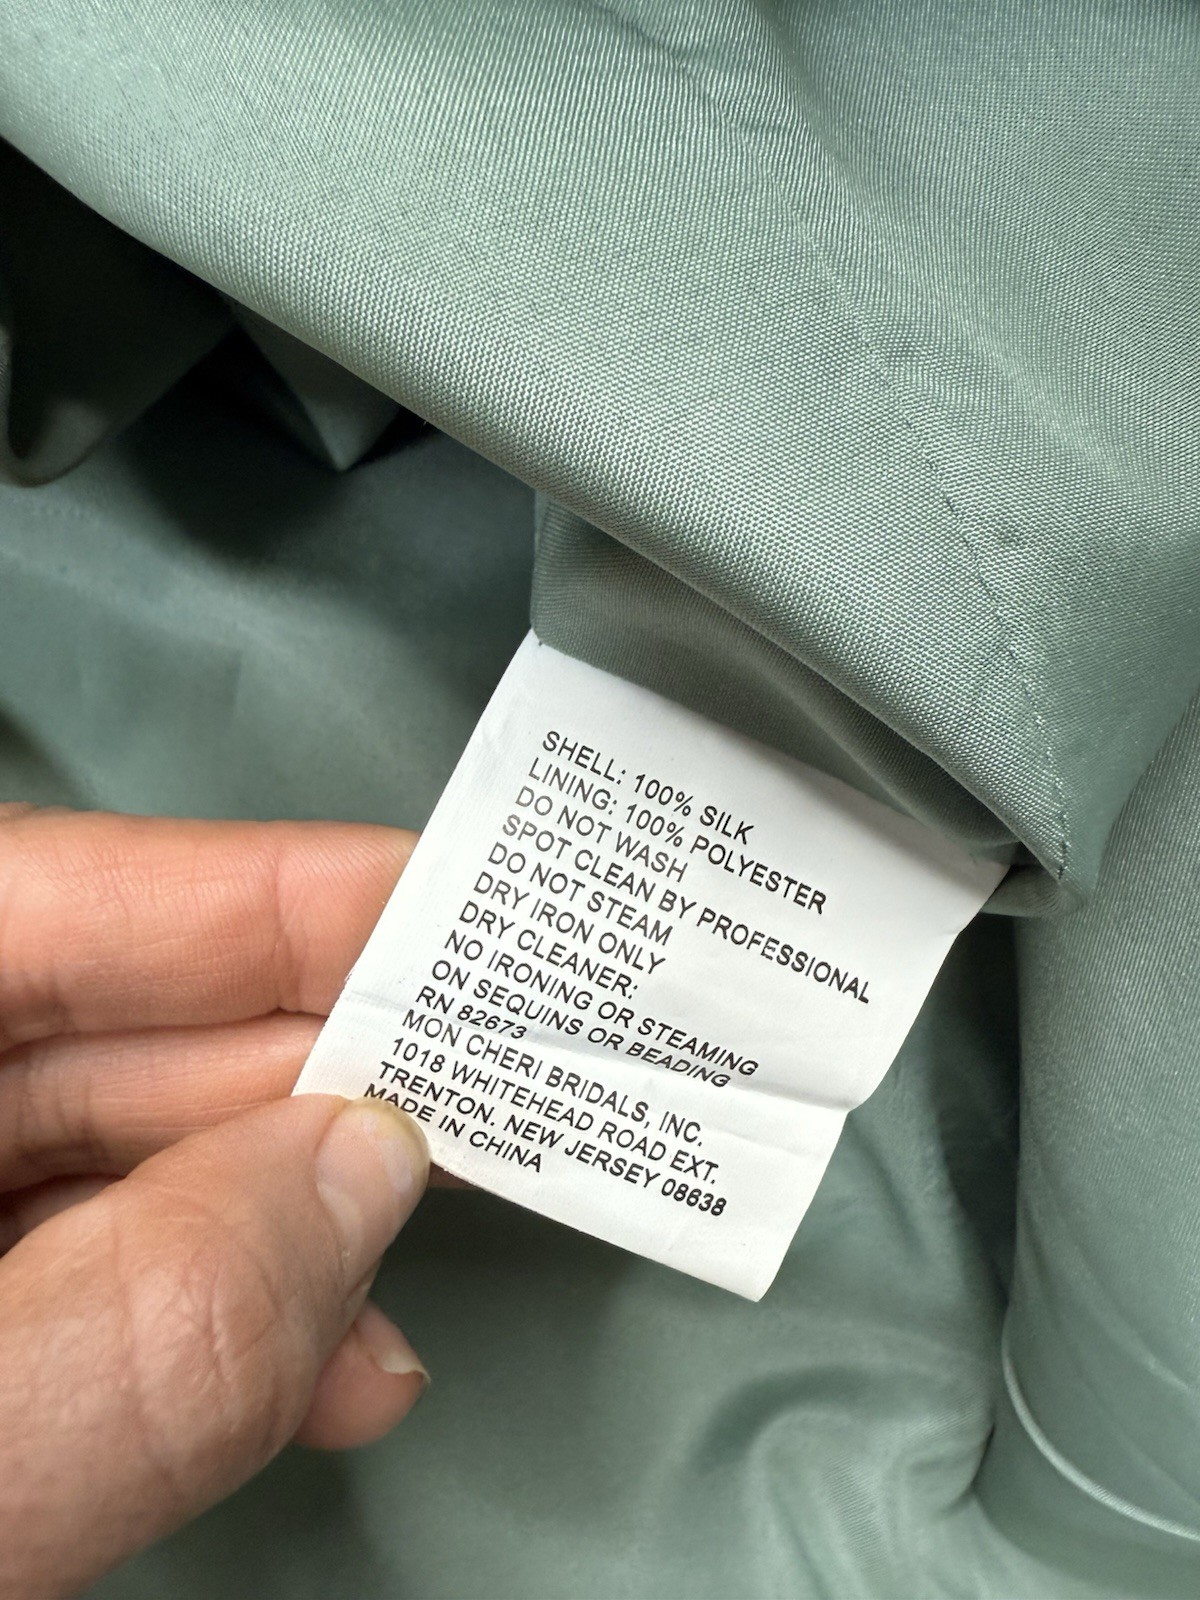 SHELL: 100% SILK
LINING: 100% POLYESTER
DO NOT WASH
SPOT CLEAN BY PROFESSIONAL
DO NOT STEAM
DRY IRON ONLY
DRY CLEANER:
NO IRONING OR STEAMING
ON SEQUINS OR BEADING
RN 82673
MON CHERI BRIDALS, INC.
1018 WHITEHEAD ROAD EXT.
TRENTON. NEW JERSEY 08638
MADE IN CHINA